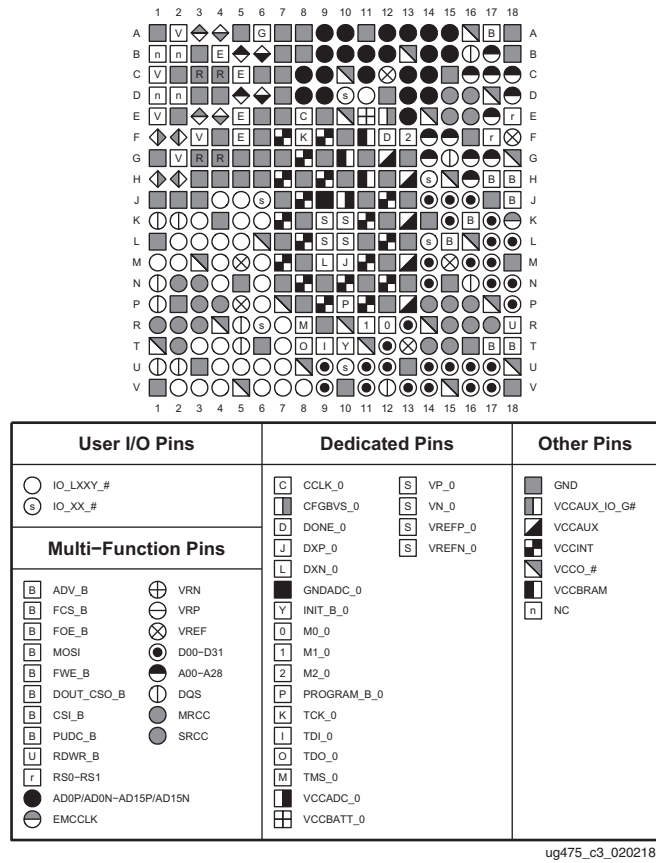 1 2 3 4 5 6 7 8 9 10 11 12 13 14 15 16 17 18
A V G B A
B n n E B
C V R R E C
D n n s D
E V E C r E
F V E K D 2 r F
G V R R G
H s B B H
J s B J
K S S B K
L S S s B L
M L J M
N N
P P P
R s M 1 0 U R
T O I Y B B T
U s U
V V
1 2 3 4 5 6 7 8 9 10 11 12 13 14 15 16 17 18
User I/O Pins
IO_LXXY_#
s IO_XX_#
Multi−Function Pins
B ADV_B
B FCS_B
B FOE_B
B MOSI
B FWE_B
B DOUT_CSO_B
B CSI_B
B PUDC_B
U RDWR_B
r RS0−RS1
AD0P/AD0N−AD15P/AD15N
EMCCLK
VRN
VRP
VREF
D00−D31
A00−A28
DQS
MRCC
SRCC
Dedicated Pins
C CCLK_0
CFGBVS_0
D DONE_0
J DXP_0
L DXN_0
GNDADC_0
Y INIT_B_0
0 M0_0
1 M1_0
2 M2_0
P PROGRAM_B_0
K TCK_0
I TDI_0
O TDO_0
M TMS_0
VCCADC_0
VCCBATT_0
S VP_0
S VN_0
S VREFP_0
S VREFN_0
Other Pins
GND
VCCAUX_IO_G#
VCCAUX
VCCINT
VCCO_#
VCCBRAM
n NC
ug475_c3_020218